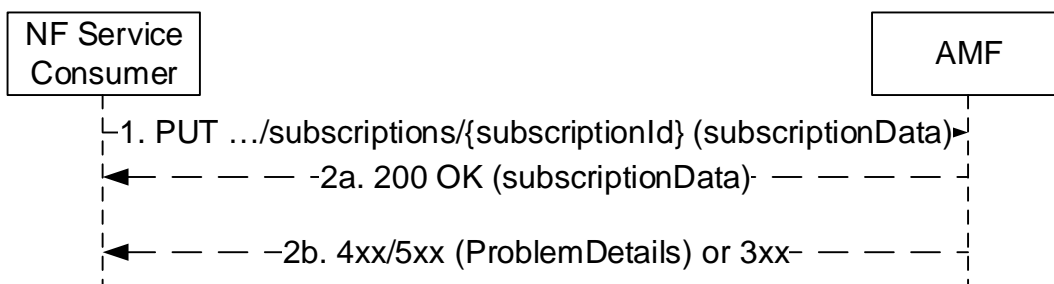 NF Service
Consumer
AMF
1. PUT …/subscriptions/{subscriptionId} (subscriptionData)
2a. 200 OK (subscriptionData)
2b. 4xx/5xx (ProblemDetails) or 3xx